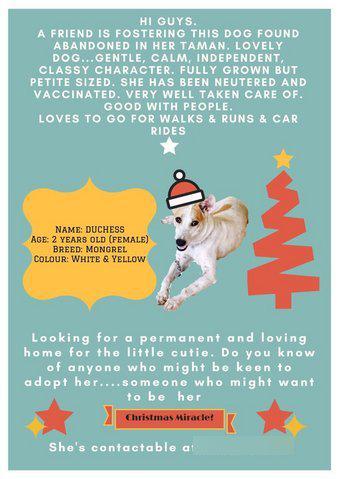 HI GUYS.
A FRIEND IS FOSTERING THIS DOG FOUND
ABANDONED IN HER TAMAN. LOVELY
DOG...GENTLE, CALM, INDEPENDENT,
CLASSY CHARACTER. FULLY GROWN BUT
PETITE SIZED. SHE HAS BEEN NEUTERED AND
VACCINATED. VERY WELL TAKEN CARE OF.
GOOD WITH PEOPLE.
LOVES TO GO FOR WALKS & RUNS & CAR
RIDES
Name: DUCHESS
Age: 2 years old (female)
Breed: Mongrel
Colour: White & Yellow
Looking for a permanent and loving
home for the little cutie. Do you know
of anyone who might be keen to
adopt her....someone who might want
to be her
Christmas Miracle?
She's contactable at